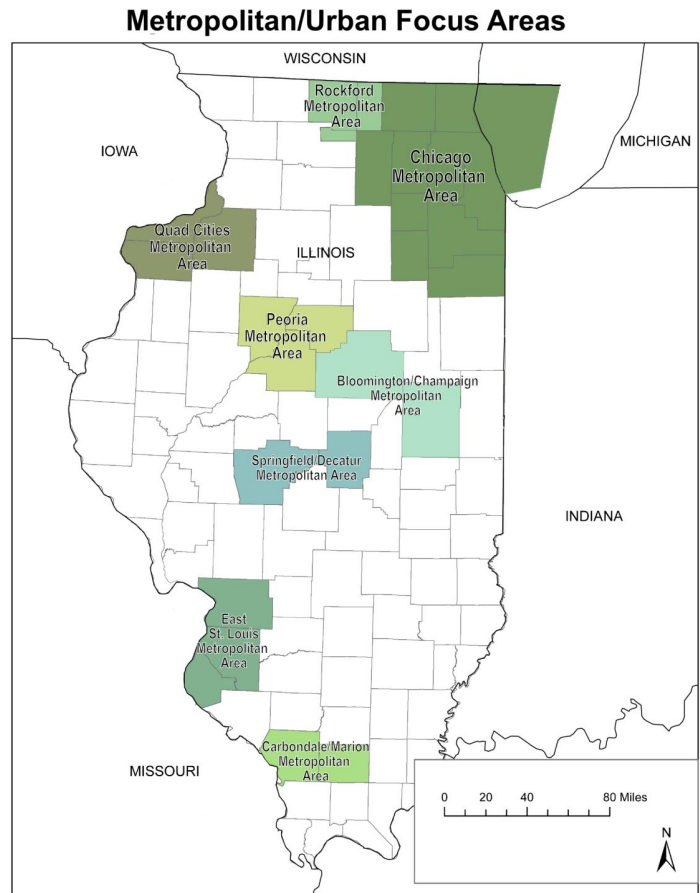 Metropolitan/Urban Focus Areas
WISCONSIN
Rockford
Metropolitan
Area
IOWA
MICHIGAN
Chicago
Metropolitan
Area
Quad Cities
Metropolitan
Area
ILLINOIS
Peoria
Metropolitan
Area
Bloomington/Champaign
Metropolitan
Area
Springfield/Decatur
Metropolitan Area
INDIANA
East
St. Louis
Metropolitan
Area
Carbondale/Marion
Metropolitan
Area
MISSOURI
0 20 40 80 Miles
N